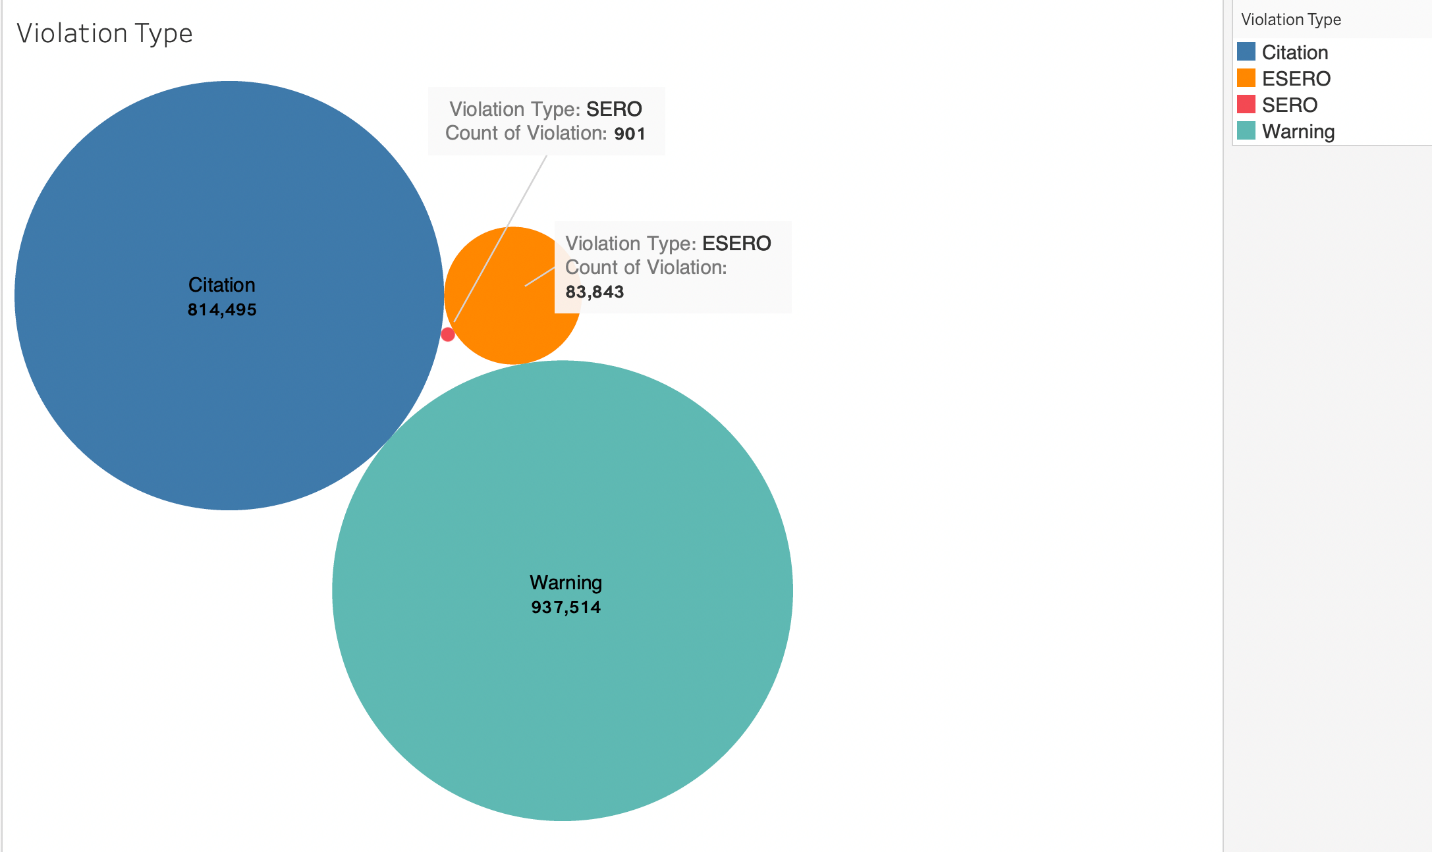 Violation Type
Violation Type: SERO
Count of Violation: 901
Violation Type: ESERO
Count of Violation:
83,843
Citation
814,495
Warning
937,514
Violation Type
Citation
ESERO
SERO
Warning